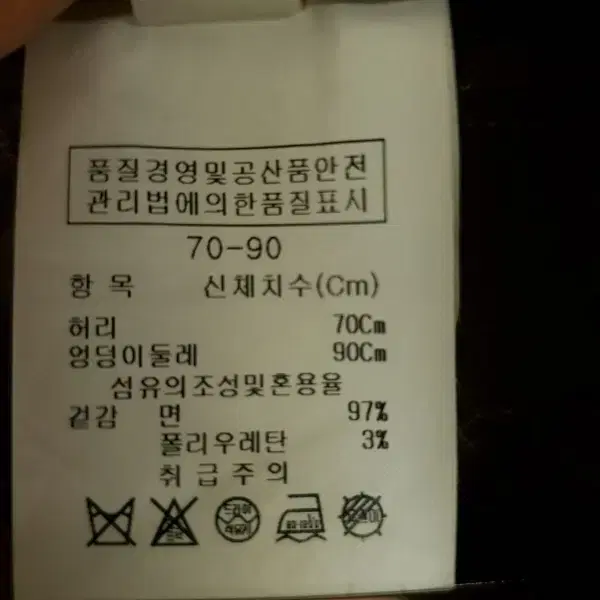 품질경영및공산품안전
관리법에의한품질표시
70-90
항 목 신체치수(Cm)
허리 70Cm
엉덩이둘레 90Cm
섬유의조성및혼용율
겉감 면 97%
폴리우레탄 3%
취급주의
드라이